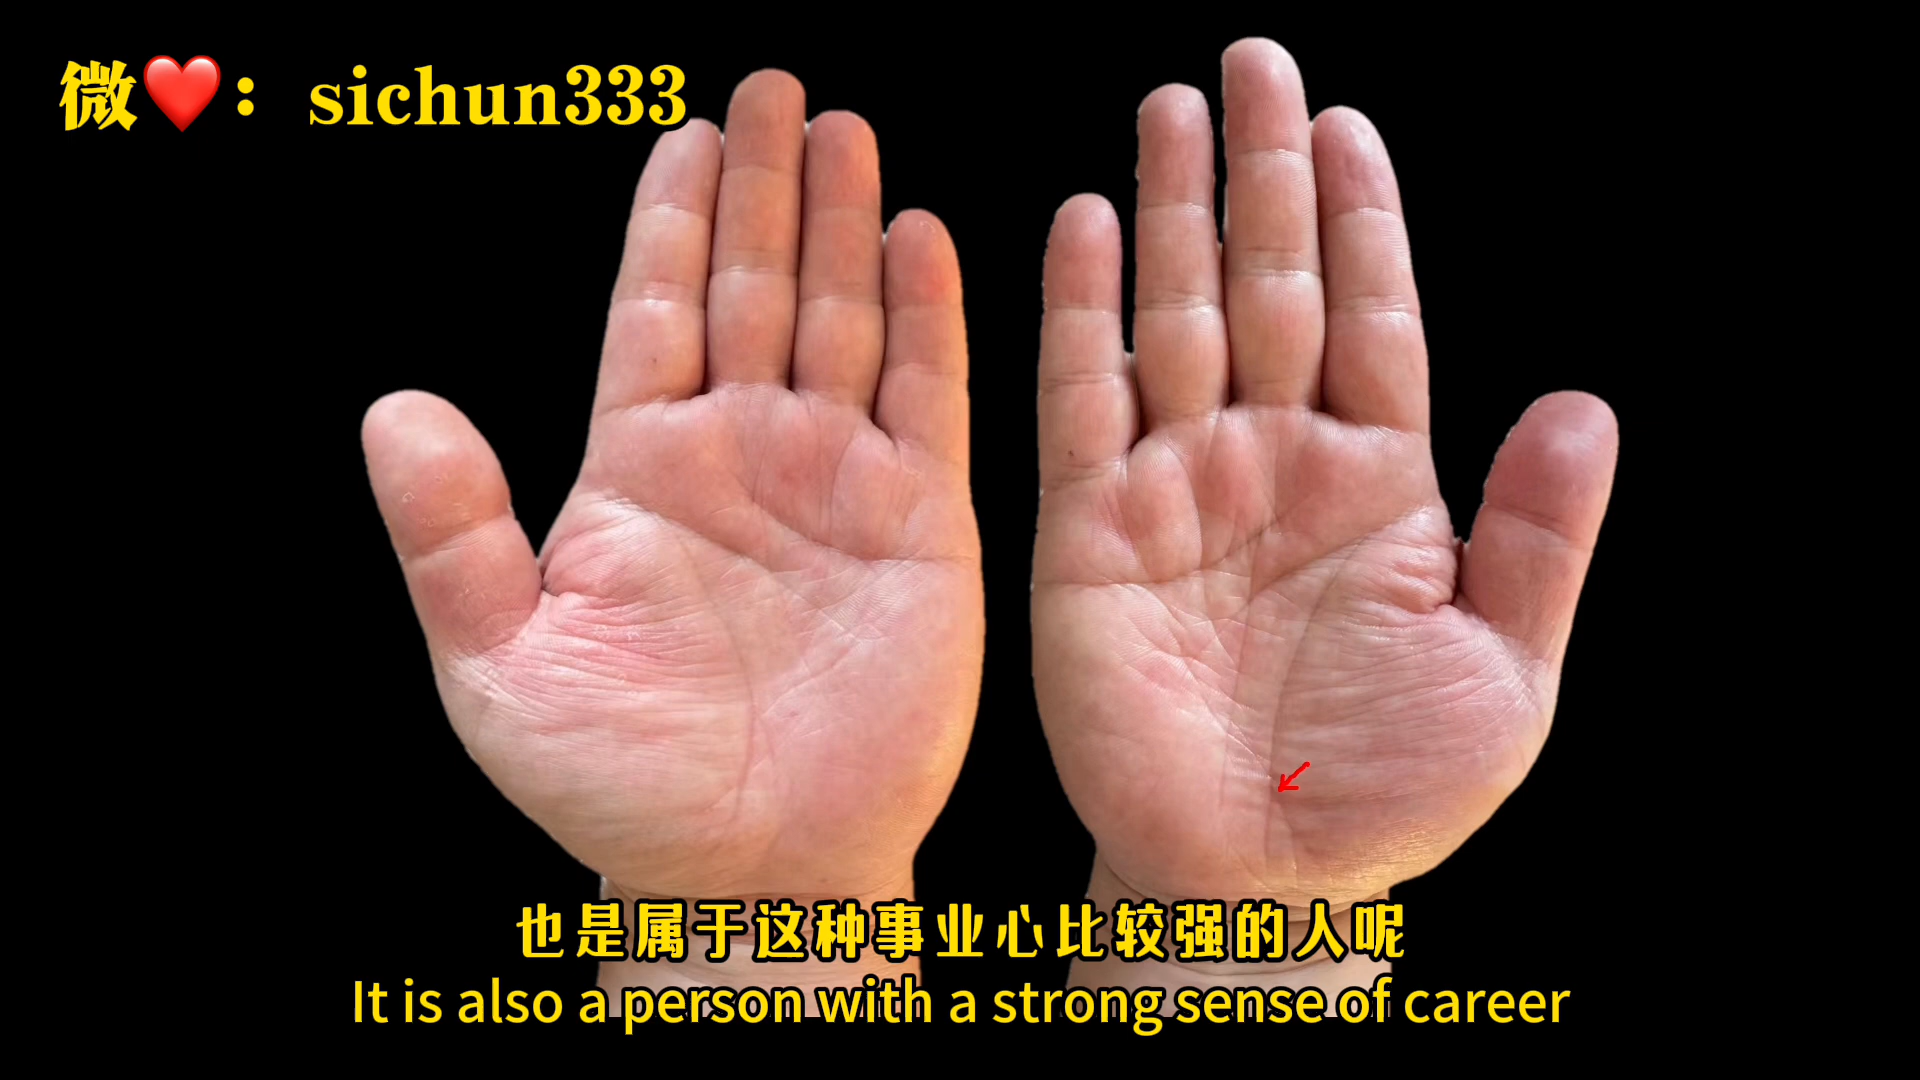 微❤️：sichun333
也是属于这种事业心比较强的人呢
It is also a person with a strong sense of career